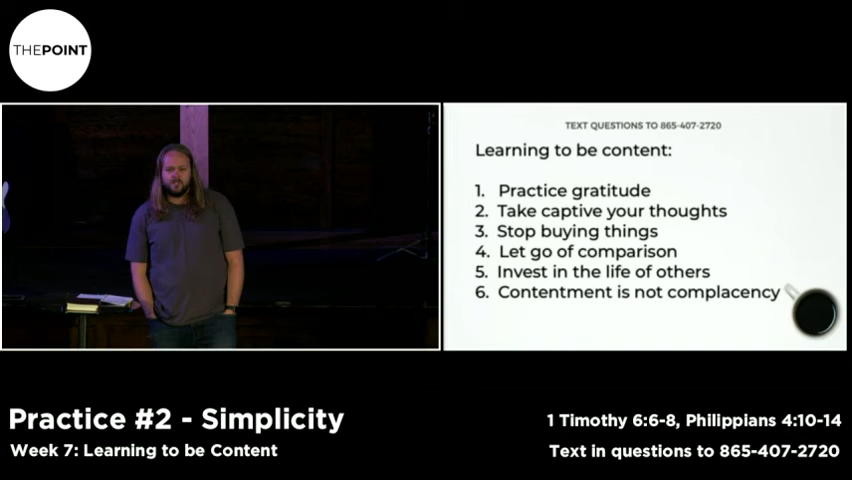 THEPOINT
TEXT QUESTIONS TO 865-407-2720
Learning to be content:
1. Practice gratitude
2. Take captive your thoughts
3. Stop buying things
4. Let go of comparison
5. Invest in the life of others
6. Contentment is not complacency
Practice #2 - Simplicity
Week 7: Learning to be Content
1 Timothy 6:6-8, Philippians 4:10-14
Text in questions to 865-407-2720